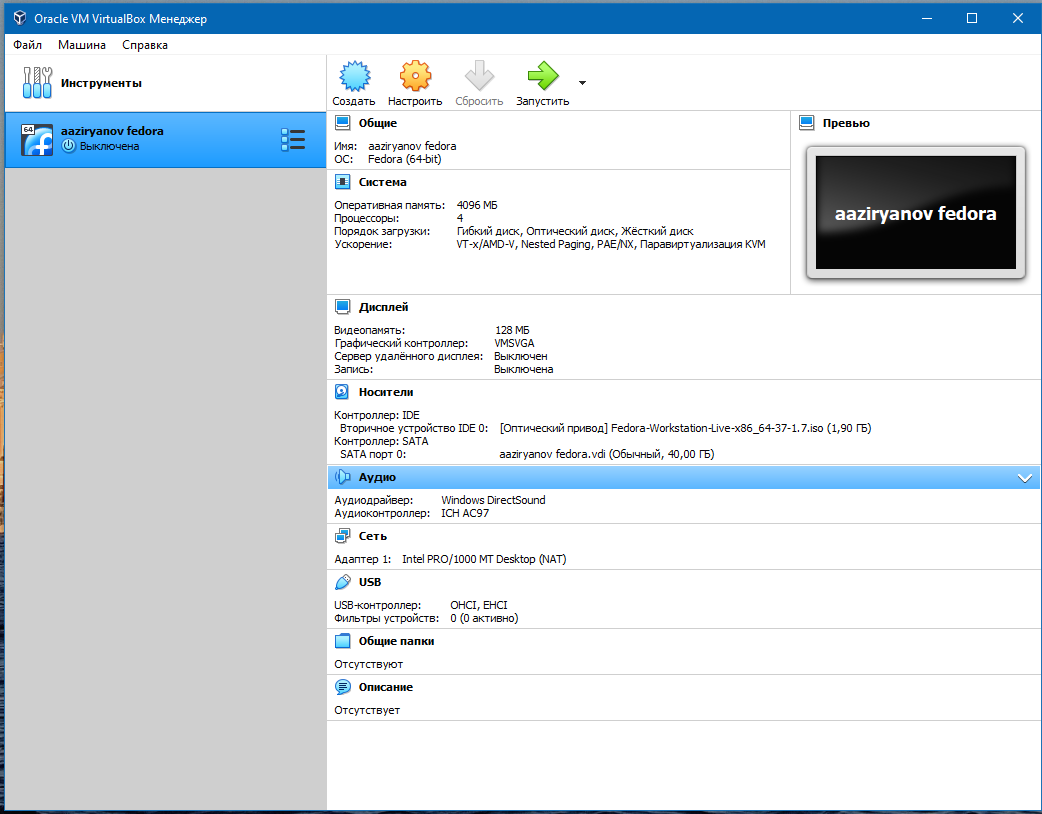 Oracle VM VirtualBox Менеджер
Файл Машина Справка
Инструменты
64
aaziryanov fedora
Выключена
Создать Настроить Сбросить Запустить
Общие
Имя: aaziryanov fedora
ОС: Fedora (64-bit)
Превью
aaziryanov fedora
Система
Оперативная память: 4096 МБ
Процессоры: 4
Порядок загрузки: Гибкий диск, Оптический диск, Жёсткий диск
Ускорение: VT-x/AMD-V, Nested Paging, PAE/NX, Паравиртуализация KVM
Дисплей
Видеопамять: 128 МБ
Графический контроллер: VMSVGA
Сервер удалённого дисплея: Выключен
Запись: Выключена
Носители
Контроллер: IDE
Вторичное устройство IDE 0: [Оптический привод] Fedora-Workstation-Live-x86_64-37-1.7.iso (1,90 ГБ)
Контроллер: SATA
SATA порт 0: aaziryanov fedora.vdi (Обычный, 40,00 ГБ)
Аудио
Аудиодрайвер: Windows DirectSound
Аудиоконтроллер: ICH AC97
Сеть
Адаптер 1: Intel PRO/1000 MT Desktop (NAT)
USB
USB-контроллер: OHCI, EHCI
Фильтры устройств: 0 (0 активно)
Общие папки
Отсутствуют
Описание
Отсутствует